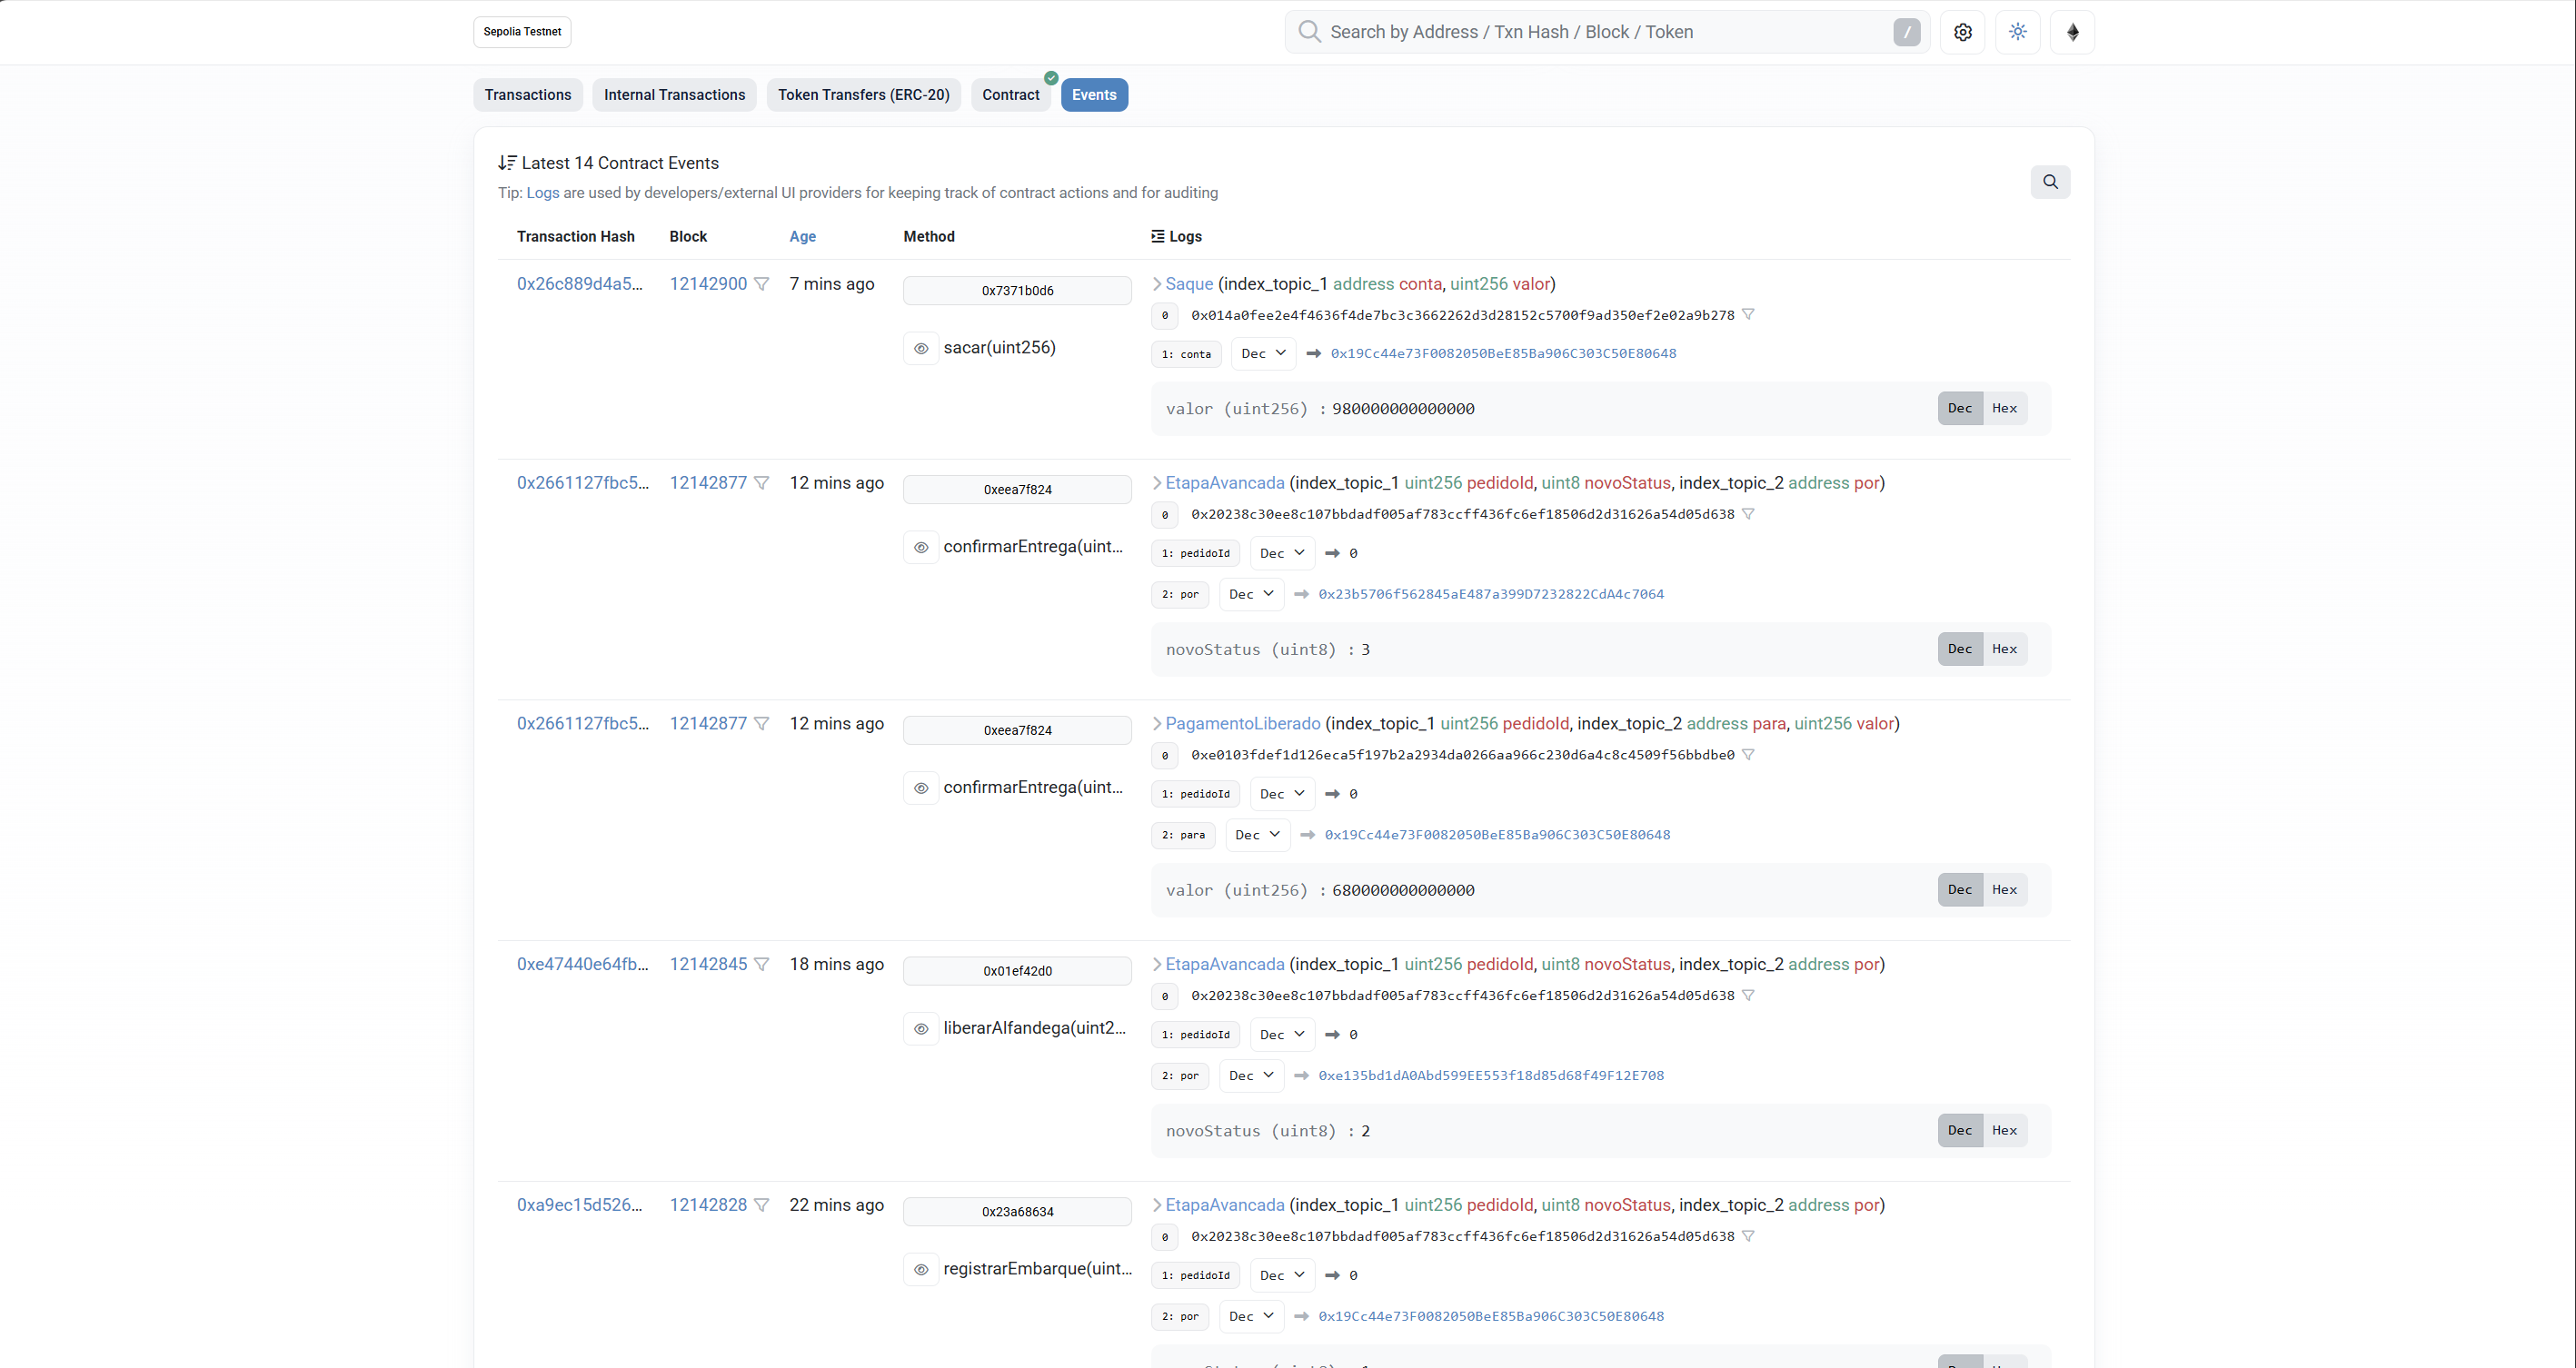 Sepolia Testnet
Search by Address / Txn Hash / Block / Token
/
Transactions
Internal Transactions
Token Transfers (ERC-20)
Contract
Events
Latest 14 Contract Events
Tip: Logs are used by developers/external UI providers for keeping track of contract actions and for auditing
Transaction Hash Block Age Method Logs
0x26c889d4a5... 12142900 7 mins ago 0x7371b0d6 Saque (index_topic_1 address conta, uint256 valor)
0 0x014a0fee2e4f4636f4de7bc3c3662262d3d28152c5700f9ad350ef2e02a9b278
sacar(uint256) 1: conta Dec 0x19Cc44e73F0082050BeE85Ba906C303C50E80648
valor (uint256) : 980000000000000 Dec Hex
0x2661127fbc5... 12142877 12 mins ago 0xeea7f824 EtapaAvancada (index_topic_1 uint256 pedidoId, uint8 novoStatus, index_topic_2 address por)
0 0x20238c30ee8c107bbdadf005af783ccff436fc6ef18506d2d31626a54d05d638
confirmarEntrega(uint... 1: pedidoId Dec 0
2: por Dec 0x23b5706f562845aE487a399D7232822CdA4c7064
novoStatus (uint8) : 3 Dec Hex
0x2661127fbc5... 12142877 12 mins ago 0xeea7f824 PagamentoLiberado (index_topic_1 uint256 pedidoId, index_topic_2 address para, uint256 valor)
0 0xe0103fdef1d126eca5f197b2a2934da0266aa966c230d6a4c8c4509f56bbdbe0
confirmarEntrega(uint... 1: pedidoId Dec 0
2: para Dec 0x19Cc44e73F0082050BeE85Ba906C303C50E80648
valor (uint256) : 680000000000000 Dec Hex
0xe47440e64fb... 12142845 18 mins ago 0x01ef42d0 EtapaAvancada (index_topic_1 uint256 pedidoId, uint8 novoStatus, index_topic_2 address por)
0 0x20238c30ee8c107bbdadf005af783ccff436fc6ef18506d2d31626a54d05d638
liberarAlfandega(uint2... 1: pedidoId Dec 0
2: por Dec 0xe135bd1dA0Abd599EE553f18d85d68f49F12E708
novoStatus (uint8) : 2 Dec Hex
0xa9ec15d526... 12142828 22 mins ago 0x23a68634 EtapaAvancada (index_topic_1 uint256 pedidoId, uint8 novoStatus, index_topic_2 address por)
0 0x20238c30ee8c107bbdadf005af783ccff436fc6ef18506d2d31626a54d05d638
registrarEmbarque(uint... 1: pedidoId Dec 0
2: por Dec 0x19Cc44e73F0082050BeE85Ba906C303C50E80648